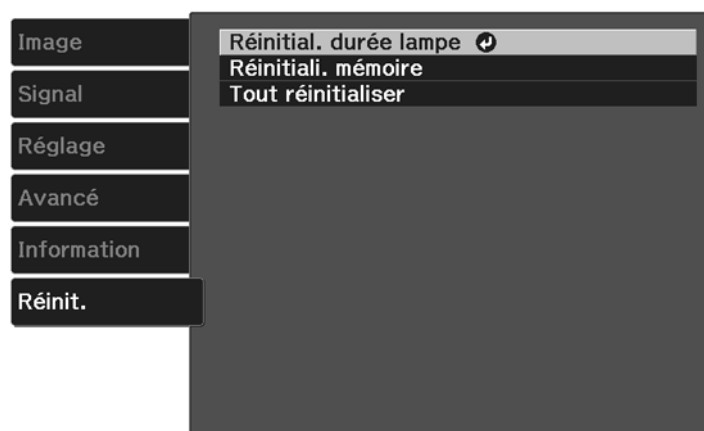 Image
Signal
Réglage
Avancé
Information
Réinit.
Réinitial. durée lampe
Réinitiali. mémoire
Tout réinitialiser